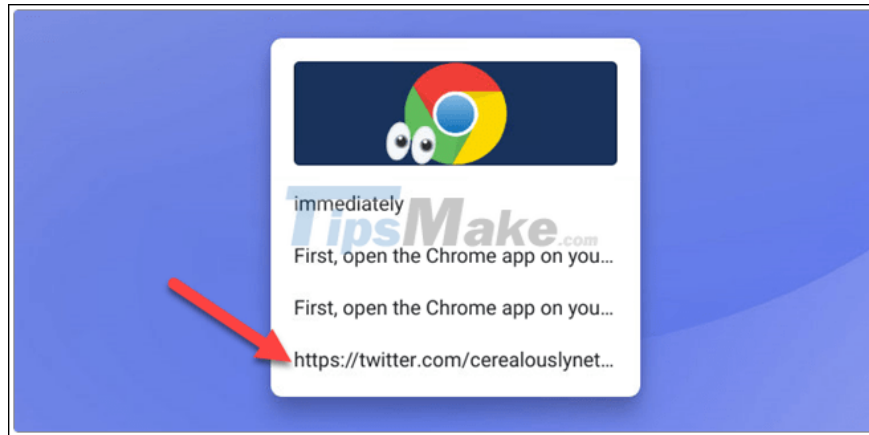 immediately
TipsMake.com
First, open the Chrome app on you...
First, open the Chrome app on you...
https://twitter.com/cerealouslynet...